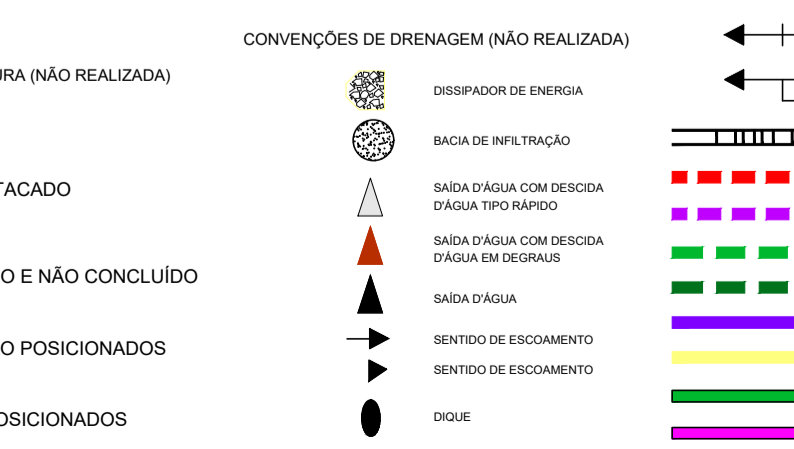 CONVENÇÕES DE DRENAGEM (NÃO REALIZADA)
URA (NÃO REALIZADA)
DISSIPADOR DE ENERGIA
BACIA DE INFILTRAÇÃO
TACADO
SAÍDA D'ÁGUA COM DESCIDA
D'ÁGUA TIPO RÁPIDO
SAÍDA D'ÁGUA COM DESCIDA
D'ÁGUA EM DEGRAUS
O E NÃO CONCLUÍDO
SAÍDA D'ÁGUA
SENTIDO DE ESCOAMENTO
O POSICIONADOS
SENTIDO DE ESCOAMENTO
OSICIONADOS
DIQUE